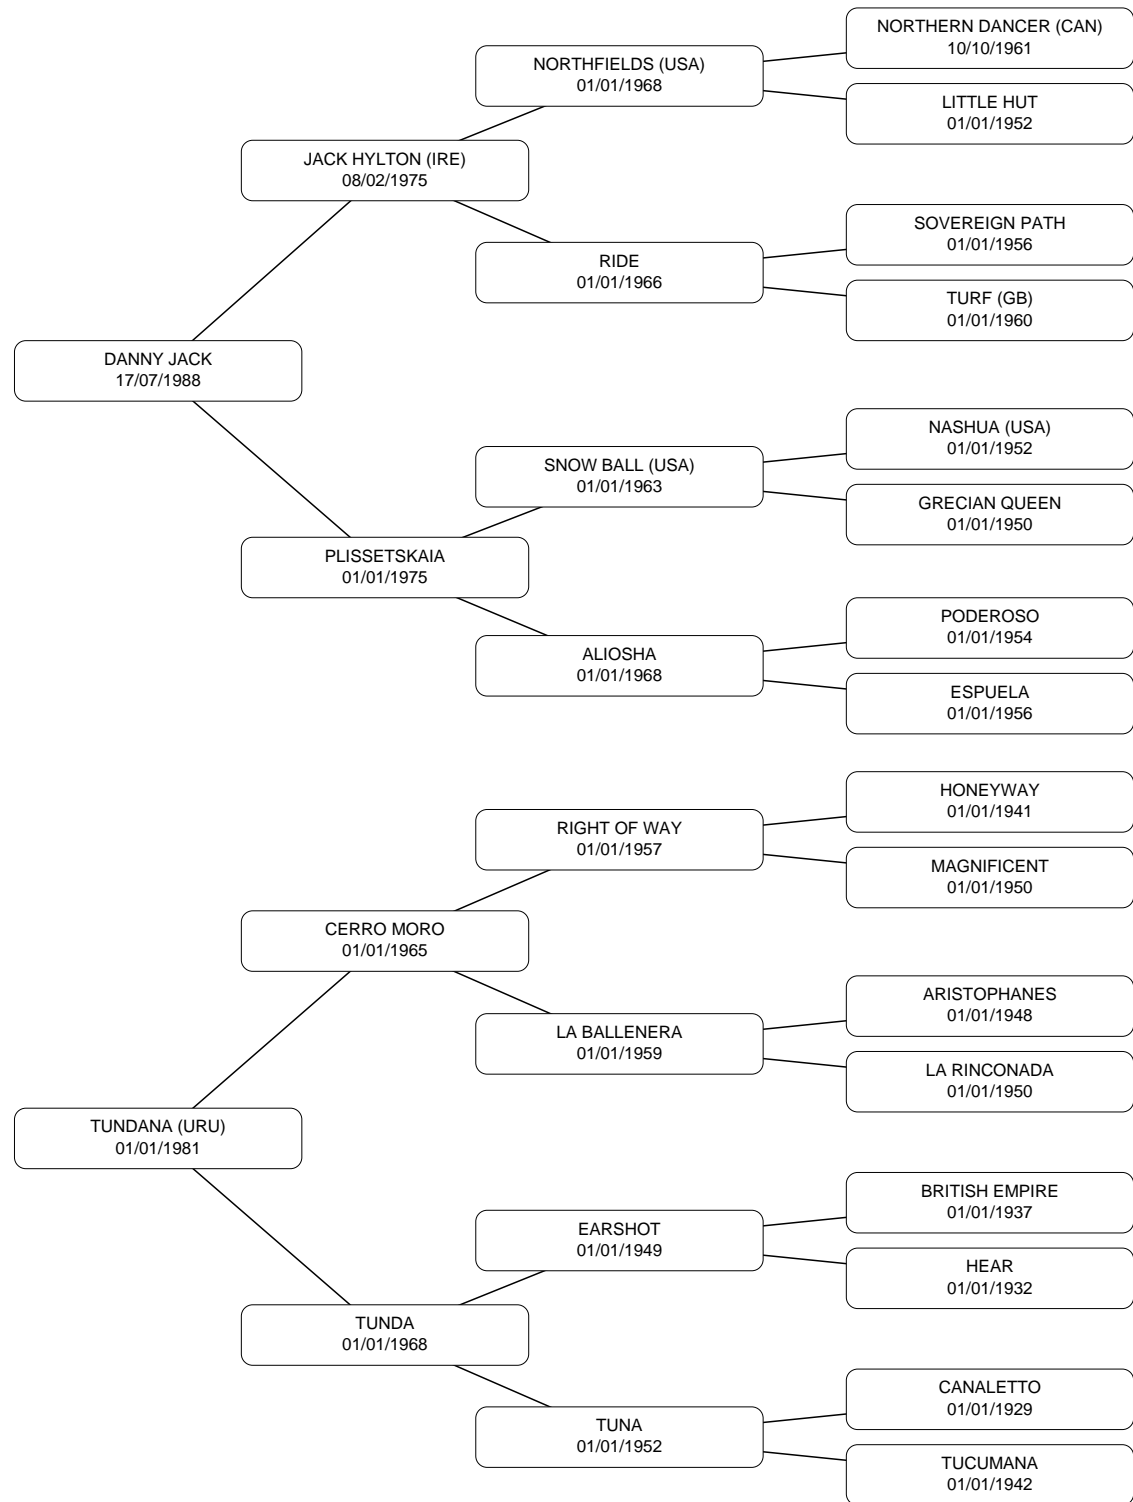 NORTHERN DANCER (CAN)
10/10/1961
NORTHFIELDS (USA)
01/01/1968
LITTLE HUT
01/01/1952
JACK HYLTON (IRE)
08/02/1975
SOVEREIGN PATH
01/01/1956
RIDE
01/01/1966
TURF (GB)
01/01/1960
DANNY JACK
17/07/1988
NASHUA (USA)
01/01/1952
SNOW BALL (USA)
01/01/1963
GRECIAN QUEEN
01/01/1950
PLISSETSKAIA
01/01/1975
PODEROSO
01/01/1954
ALIOSHA
01/01/1968
ESPUELA
01/01/1956
HONEYWAY
01/01/1941
RIGHT OF WAY
01/01/1957
MAGNIFICENT
01/01/1950
CERRO MORO
01/01/1965
ARISTOPHANES
01/01/1948
LA BALLENERA
01/01/1959
LA RINCONADA
01/01/1950
TUNDANA (URU)
01/01/1981
BRITISH EMPIRE
01/01/1937
EARSHOT
01/01/1949
HEAR
01/01/1932
TUNDA
01/01/1968
CANALETTO
01/01/1929
TUNA
01/01/1952
TUCUMANA
01/01/1942